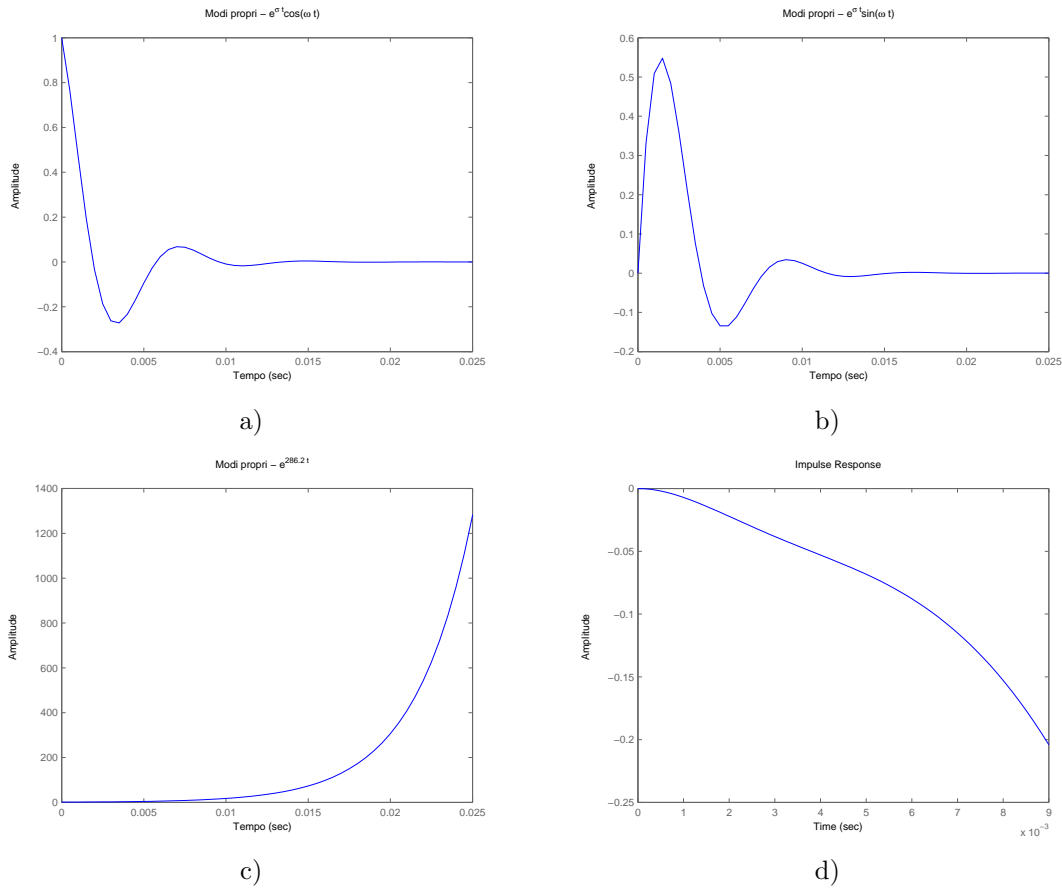 Modi propri − e^σ t cos(ω t)
1
0.8
0.6
0.4
0.2
0
−0.2
−0.4
Amplitude
0 0.005 0.01 0.015 0.02 0.025
Tempo (sec)
a)
Modi propri − e^σ t sin(ω t)
0.6
0.5
0.4
0.3
0.2
0.1
0
−0.1
−0.2
Amplitude
0 0.005 0.01 0.015 0.02 0.025
Tempo (sec)
b)
Modi propri − e^286.2 t
1400
1200
1000
800
600
400
200
0
Amplitude
0 0.005 0.01 0.015 0.02 0.025
Tempo (sec)
c)
Impulse Response
0
−0.05
−0.1
−0.15
−0.2
−0.25
Amplitude
0 1 2 3 4 5 6 7 8 9
x 10^−3
Time (sec)
d)